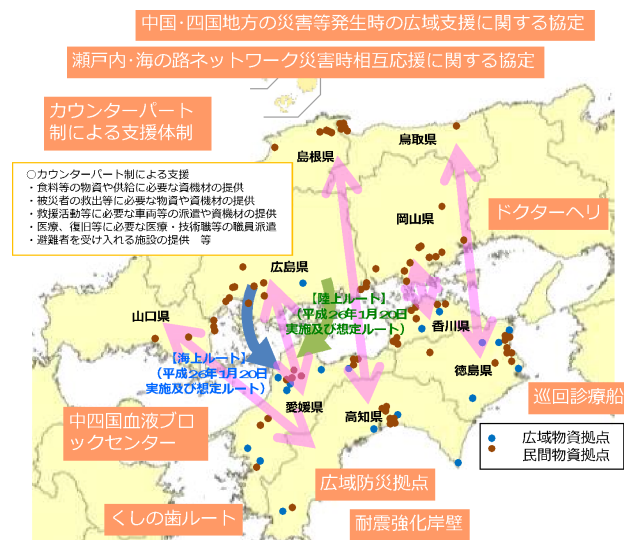 中国・四国地方の災害等発生時の広域支援に関する協定
瀬戸内・海の路ネットワーク災害時相互応援に関する協定
カウンターパート
制による支援体制
鳥取県
島根県
○カウンターパート制による支援
・食料等の物資や供給に必要な資機材の提供
・被災者の救出等に必要な物資や資機材の提供
・救援活動等に必要な車両等の派遣や資機材の提供
・医療、復旧等に必要な医療・技術職等の職員派遣
・避難者を受け入れる施設の提供 等
岡山県
ドクターヘリ
広島県
【陸上ルート】
(平成26年1月20日
実施及び想定ルート)
山口県
香川県
【海上ルート】
(平成26年1月20日
実施及び想定ルート)
徳島県
愛媛県
高知県
巡回診療船
中四国血液ブロ
ックセンター
広域物資拠点
民間物資拠点
広域防災拠点
くしの歯ルート
耐震強化岸壁